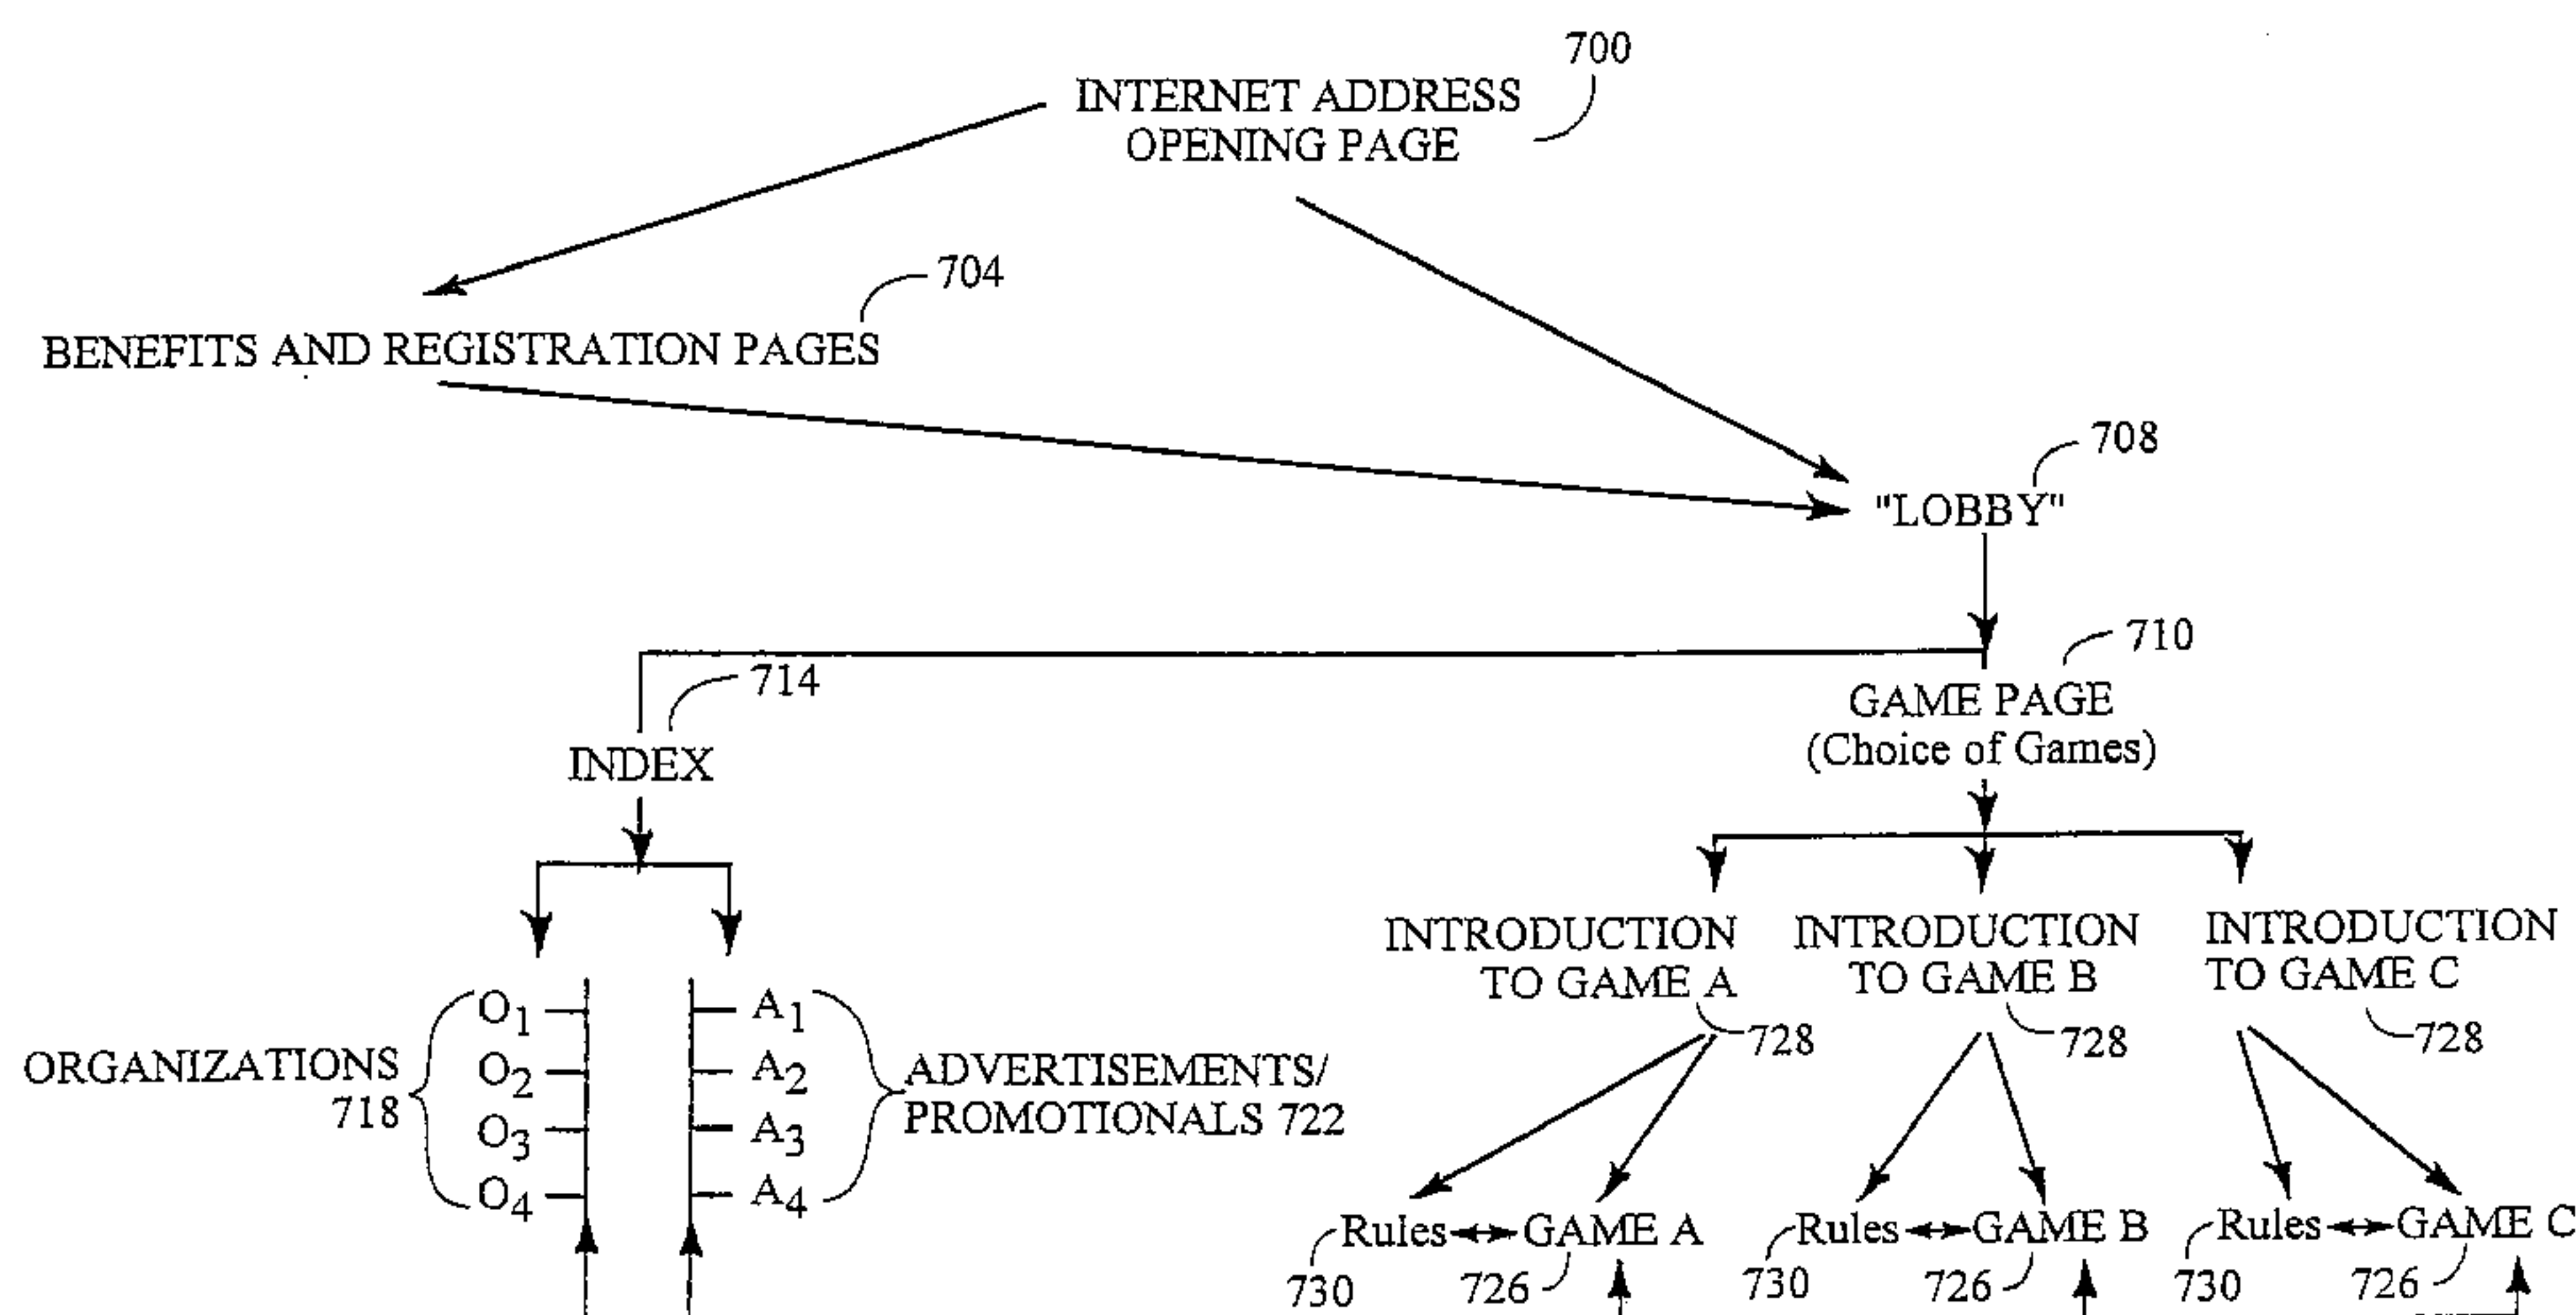 700
INTERNET ADDRESS
OPENING PAGE
704
BENEFITS AND REGISTRATION PAGES
708
"LOBBY"
710
714
GAME PAGE
(Choice of Games)
INDEX
INTRODUCTION
TO GAME A
728
INTRODUCTION
TO GAME B
728
INTRODUCTION
TO GAME C
728
ORGANIZATIONS
718
O1
O2
O3
O4
A1
A2
A3
A4
ADVERTISEMENTS/
PROMOTIONALS 722
Rules GAME A
730 726
Rules GAME B
730 726
Rules GAME C
730 726